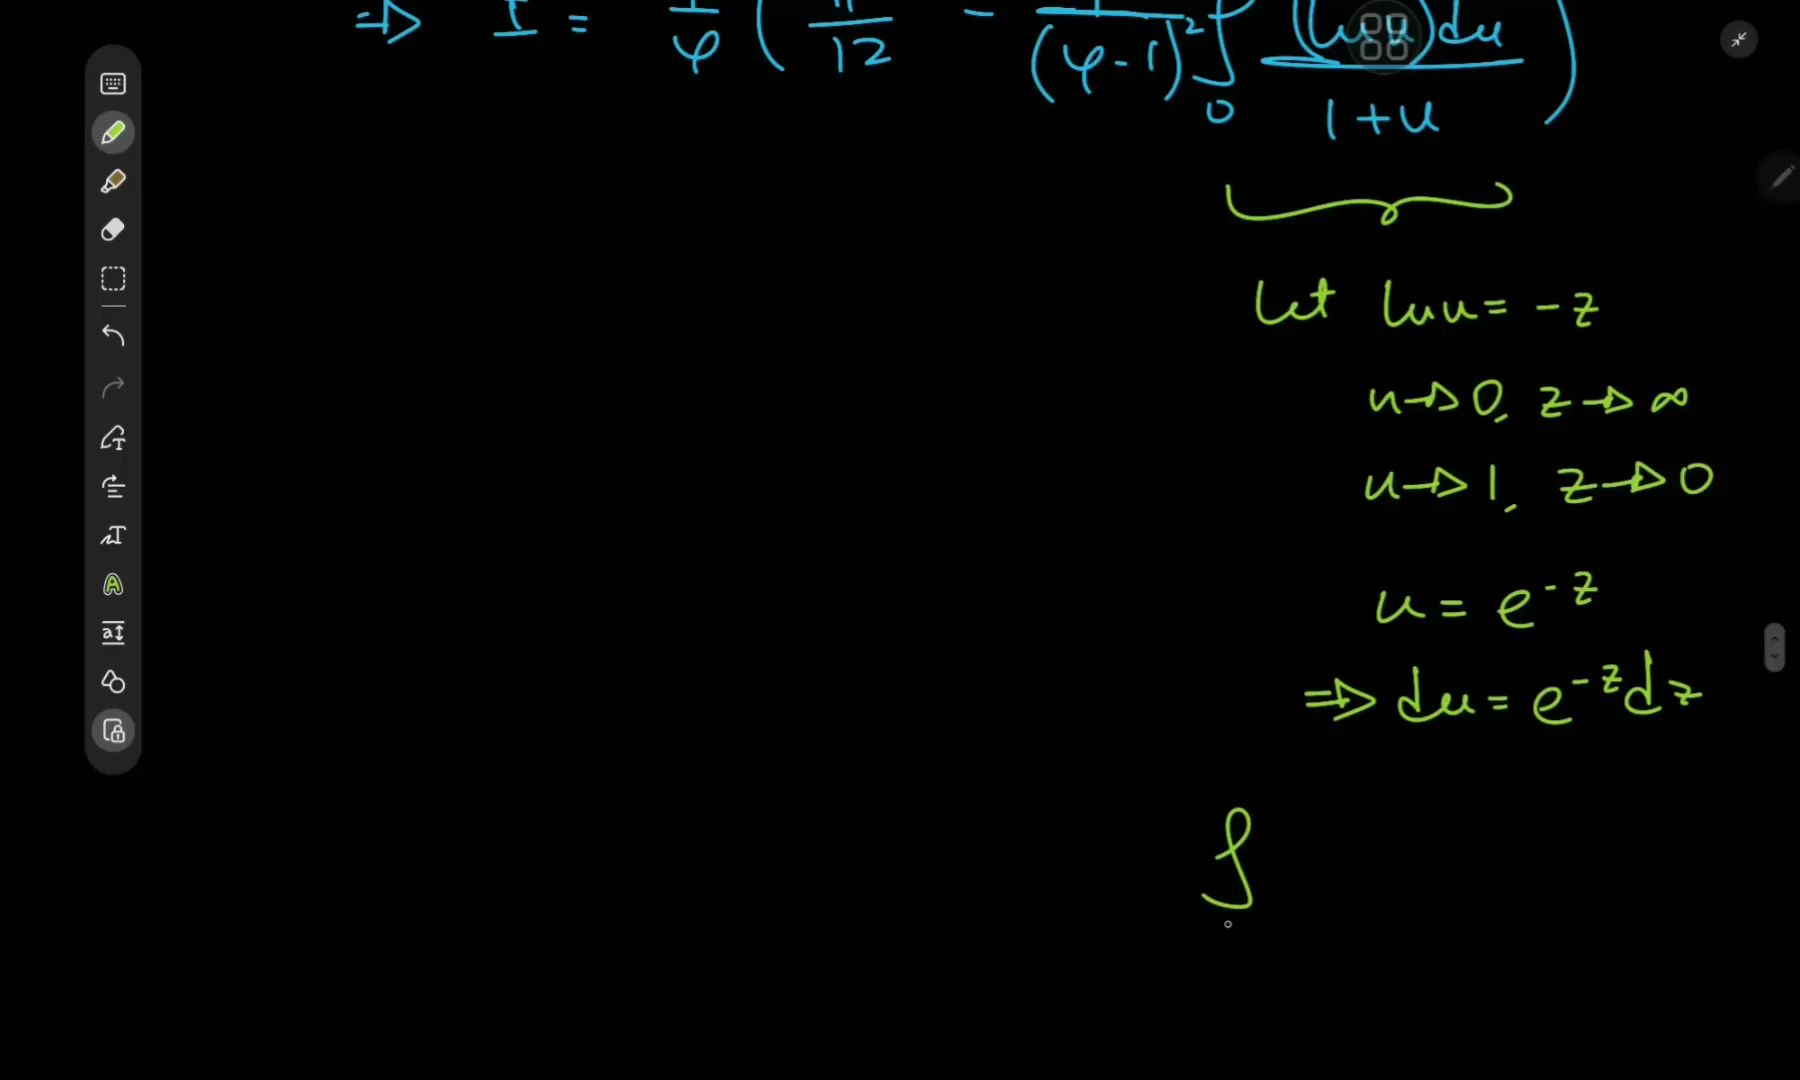 => I = 1/φ ( π/12 - 1/(φ-1)² ∫₀ (ln u) du / 1+u )
Let ln u = -z
u→0, z→∞
u→1, z→0
u = e^-z
=> du = e^-z dz
∫